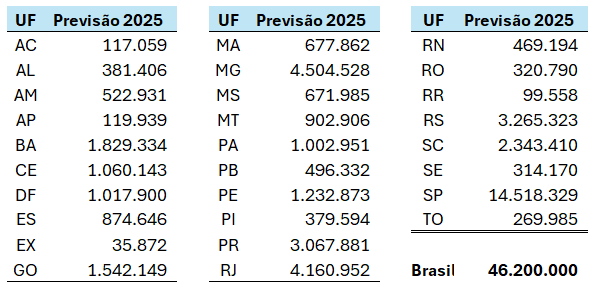 UF Previsão 2025 UF Previsão 2025 UF Previsão 2025
AC 117.059 MA 677.862 RN 469.194
AL 381.406 MG 4.504.528 RO 320.790
AM 522.931 MS 671.985 RR 99.558
AP 119.939 MT 902.906 RS 3.265.323
BA 1.829.334 PA 1.002.951 SC 2.343.410
CE 1.060.143 PB 496.332 SE 314.170
DF 1.017.900 PE 1.232.873 SP 14.518.329
ES 874.646 PI 379.594 TO 269.985
EX 35.872 PR 3.067.881
GO 1.542.149 RJ 4.160.952 Brasil 46.200.000